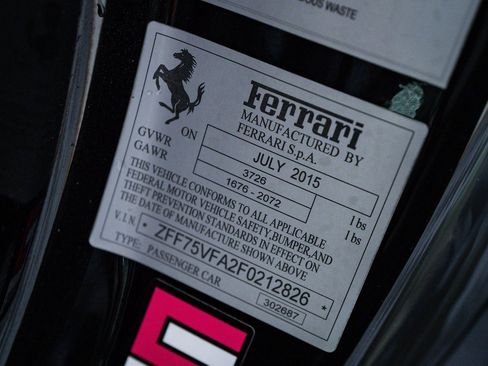 OUS WASTE
Ferrari
MANUFACTURED BY
FERRARI S.p.A.
ON JULY 2015
GVWR 3726 lbs
GAWR 1676 - 2072 lbs
THIS VEHICLE CONFORMS TO ALL APPLICABLE
FEDERAL MOTOR VEHICLE SAFETY,BUMPER,AND
THEFT PREVENTION STANDARDS IN EFFECT ON
THE DATE OF MANUFACTURE SHOWN ABOVE
V.I.N. * ZFF75VFA2F0212826 *
TYPE: PASSENGER CAR
302687